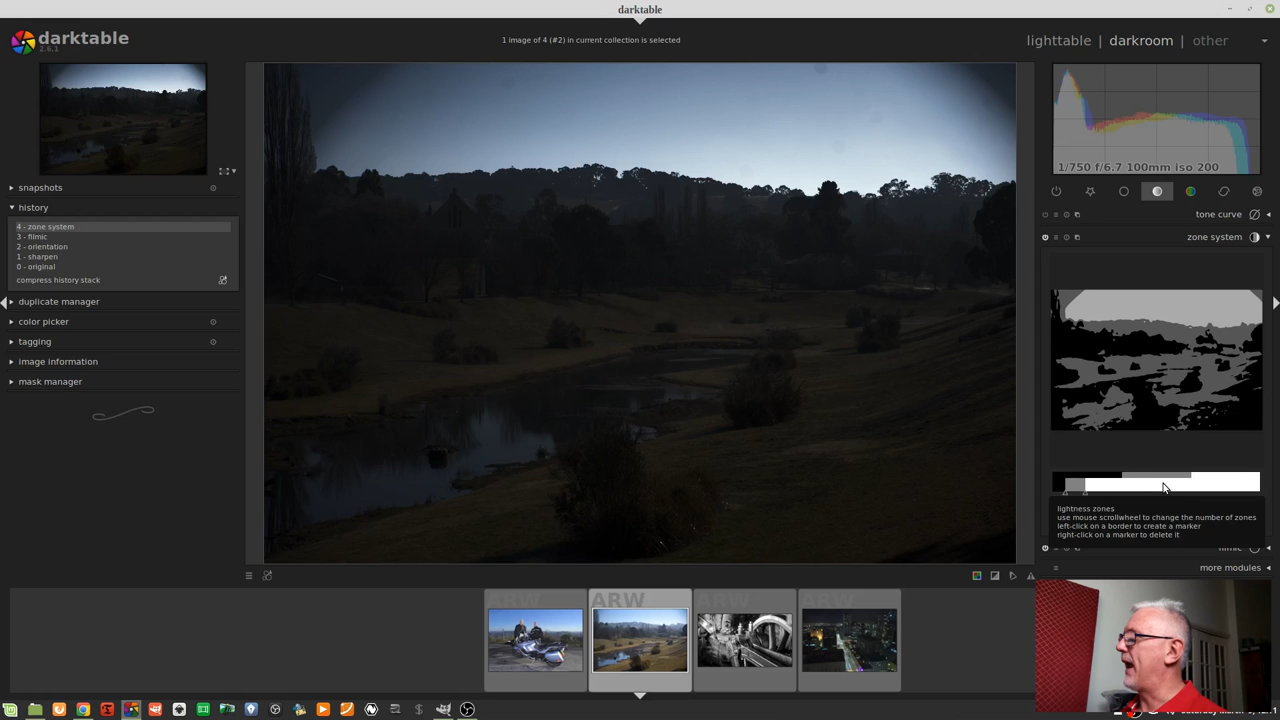 darktable
darktable
2.6.1
1 image of 4 (#2) in current collection is selected
lighttable | darkroom | other
1/750 f/6.7 100mm iso 200
snapshots
history
4 - zone system
3 - filmic
2 - orientation
1 - sharpen
0 - original
compress history stack
duplicate manager
color picker
tagging
image information
mask manager
tone curve
zone system
lightness zones
use mouse scrollwheel to change the number of zones
left-click on a border to create a marker
right-click on a marker to delete it
filmic
more modules
ARW
ARW
ARW
ARW